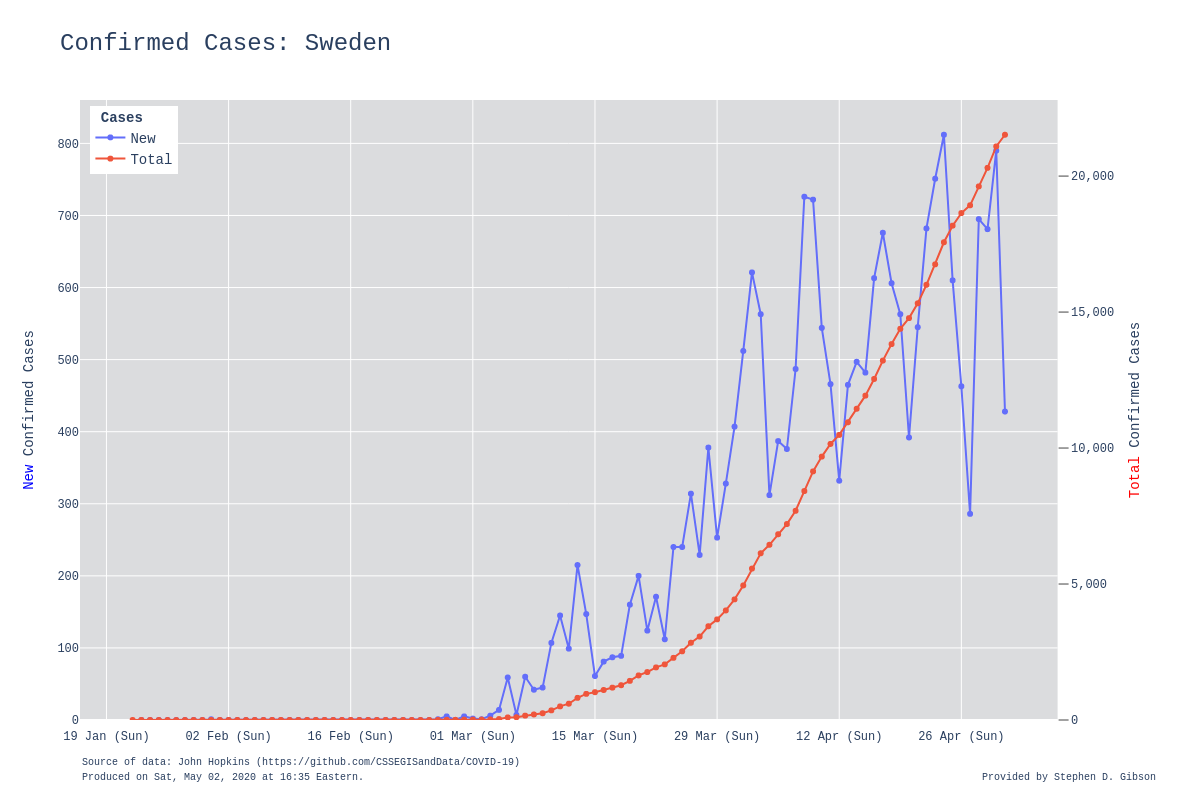 Confirmed Cases: Sweden
Cases
New
Total
800
700
600
500
400
300
200
100
0
New Confirmed Cases
20,000
15,000
10,000
5,000
0
Total Confirmed Cases
19 Jan (Sun) 02 Feb (Sun) 16 Feb (Sun) 01 Mar (Sun) 15 Mar (Sun) 29 Mar (Sun) 12 Apr (Sun) 26 Apr (Sun)
Source of data: John Hopkins (https://github.com/CSSEGISandData/COVID-19)
Produced on Sat, May 02, 2020 at 16:35 Eastern.
Provided by Stephen D. Gibson